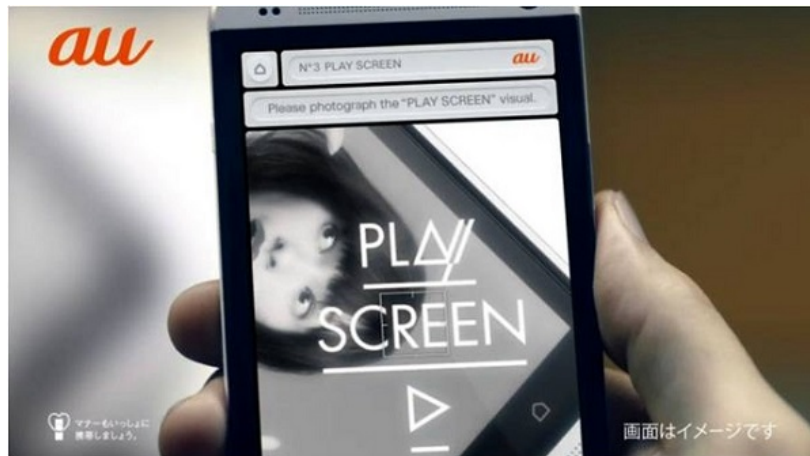 au
N°3 PLAY SCREEN
au
Please photograph the "PLAY SCREEN" visual.
PLAY
SCREEN
マナーもいっしょに
携帯しましょう。
画面はイメージです